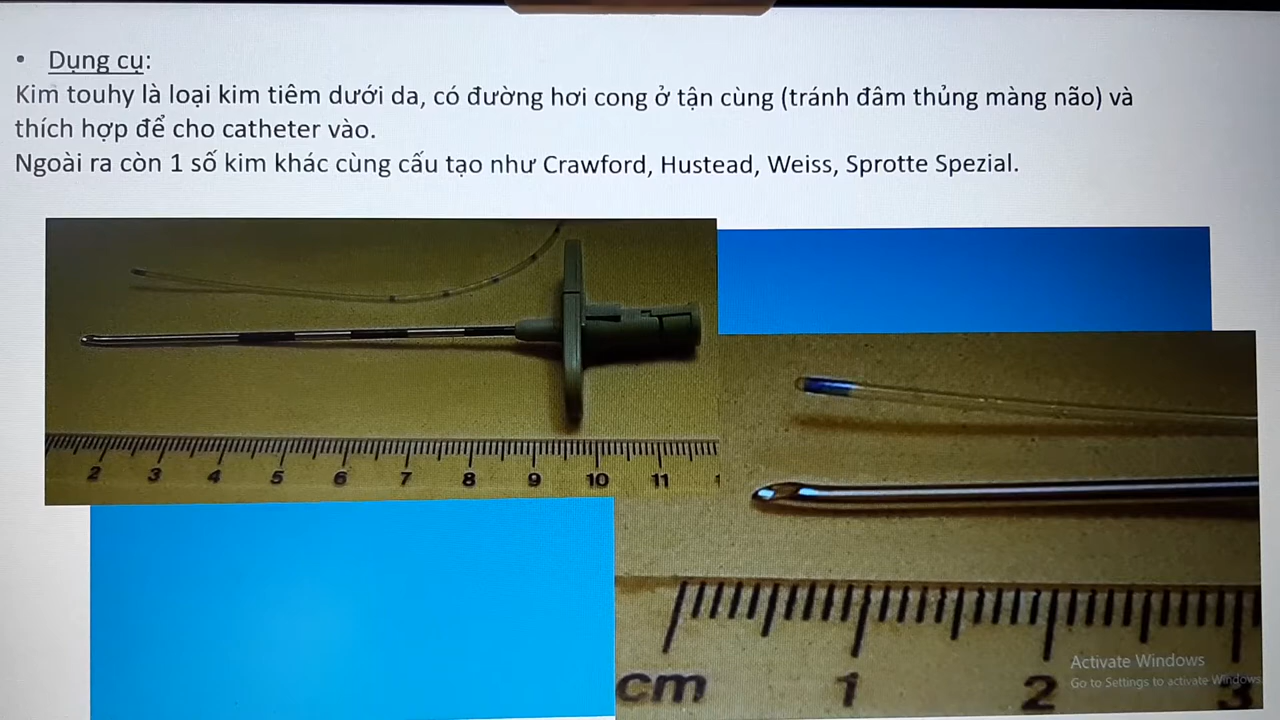 • Dụng cụ:
Kim touhy là loại kim tiêm dưới da, có đường hơi cong ở tận cùng (tránh đâm thủng màng não) và
thích hợp để cho catheter vào.
Ngoài ra còn 1 số kim khác cùng cấu tạo như Crawford, Hustead, Weiss, Sprotte Spezial.
2 3 4 5 6 7 8 9 10 11 1
cm 1 2 3
Activate Windows
Go to Settings to activate Windows.